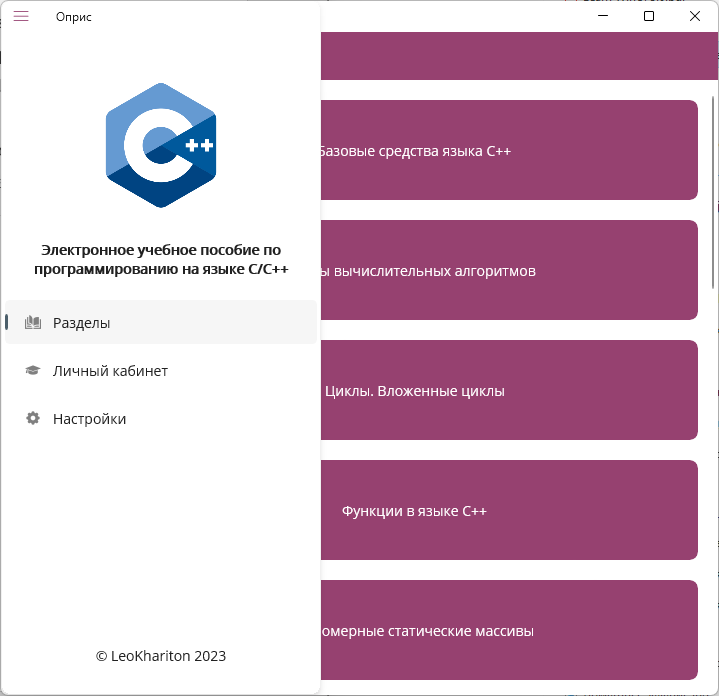 Оприс
C++
Электронное учебное пособие по
программированию на языке C/C++
Разделы
Личный кабинет
Настройки
© LeoKhariton 2023
Базовые средства языка C++
вычислительных алгоритмов
Циклы. Вложенные циклы
Функции в языке C++
статические массивы